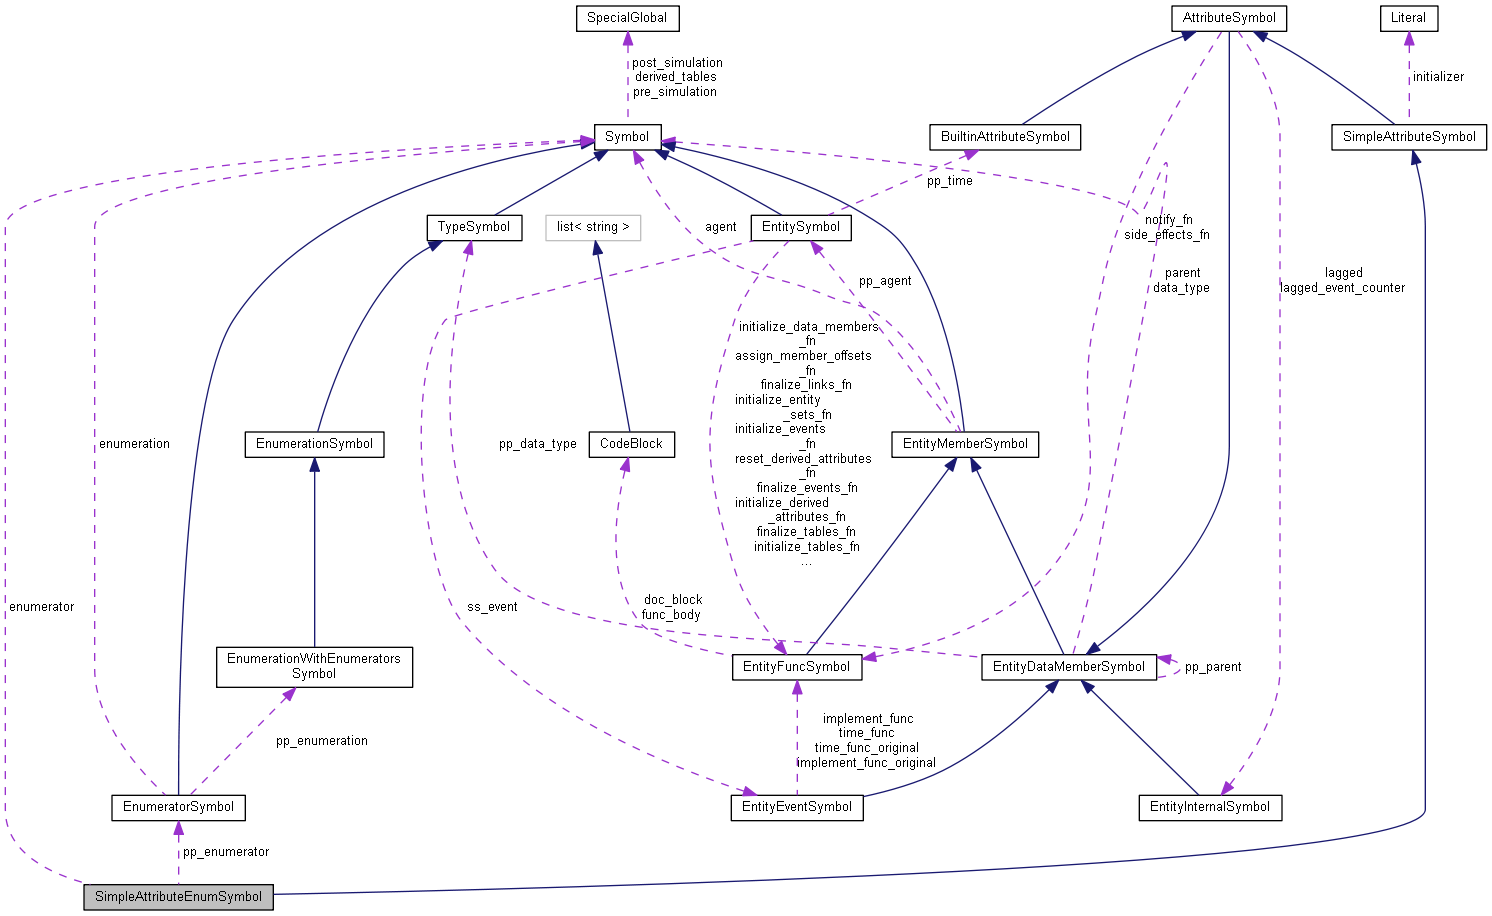 SpecialGlobal
AttributeSymbol
Literal
post_simulation
derived_tables
pre_simulation
initializer
Symbol
BuiltinAttributeSymbol
SimpleAttributeSymbol
pp_time
TypeSymbol
list< string >
EntitySymbol
agent
notify_fn
side_effects_fn
pp_agent
parent
data_type
lagged
lagged_event_counter
initialize_data_members
_fn
assign_member_offsets
_fn
finalize_links_fn
initialize_entity
_sets_fn
initialize_events
_fn
reset_derived_attributes
_fn
finalize_events_fn
initialize_derived
_attributes_fn
finalize_tables_fn
initialize_tables_fn
...
enumeration
EnumerationSymbol
pp_data_type
CodeBlock
EntityMemberSymbol
enumerator
ss_event
doc_block
func_body
EnumerationWithEnumerators
Symbol
EntityFuncSymbol
EntityDataMemberSymbol
pp_parent
pp_enumeration
implement_func
time_func
time_func_original
implement_func_original
EnumeratorSymbol
EntityEventSymbol
EntityInternalSymbol
pp_enumerator
SimpleAttributeEnumSymbol